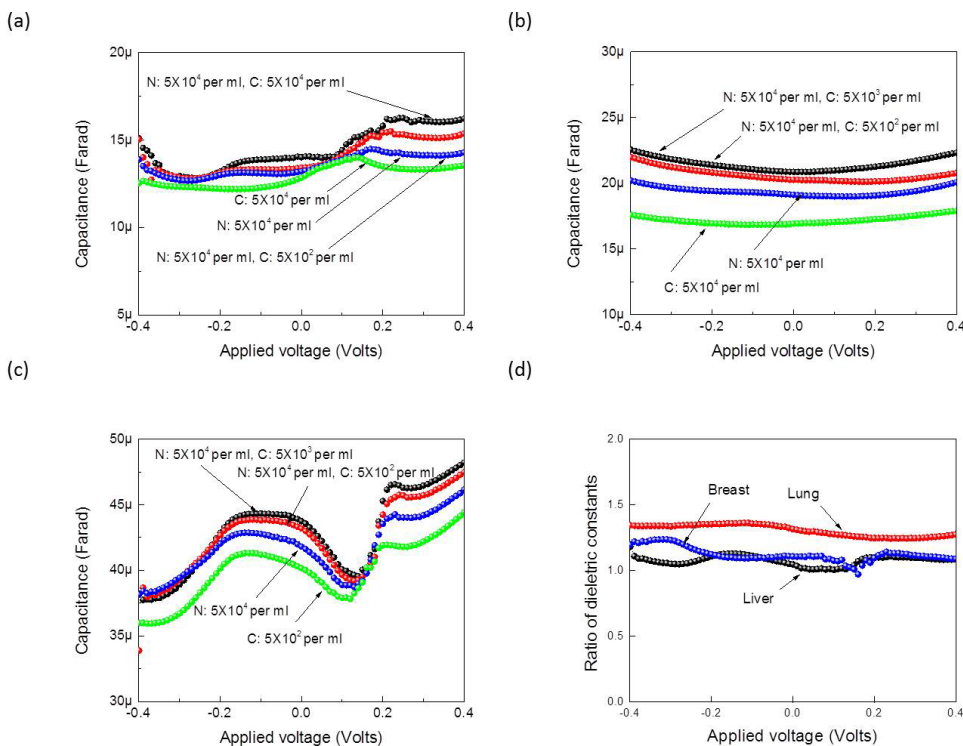 (a)
20μ
15μ
10μ
5μ
Capacitance (Farad)
N: 5X10⁴ per ml, C: 5X10⁴ per ml
C: 5X10⁴ per ml
N: 5X10⁴ per ml
N: 5X10⁴ per ml, C: 5X10² per ml
-0.4 -0.2 0.0 0.2 0.4
Applied voltage (Volts)
(b)
30μ
25μ
20μ
15μ
10μ
Capacitance (Farad)
N: 5X10⁴ per ml, C: 5X10³ per ml
N: 5X10⁴ per ml, C: 5X10² per ml
N: 5X10⁴ per ml
C: 5X10⁴ per ml
-0.4 -0.2 0.0 0.2 0.4
Applied voltage (Volts)
(c)
50μ
45μ
40μ
35μ
30μ
Capacitance (Farad)
N: 5X10⁴ per ml, C: 5X10³ per ml
N: 5X10⁴ per ml, C: 5X10² per ml
N: 5X10⁴ per ml
C: 5X10² per ml
-0.4 -0.2 0.0 0.2 0.4
Applied voltage (Volts)
(d)
2.0
1.5
1.0
0.5
0.0
Ratio of dielectric constants
Breast
Lung
Liver
-0.4 -0.2 0.0 0.2 0.4
Applied voltage (Volts)